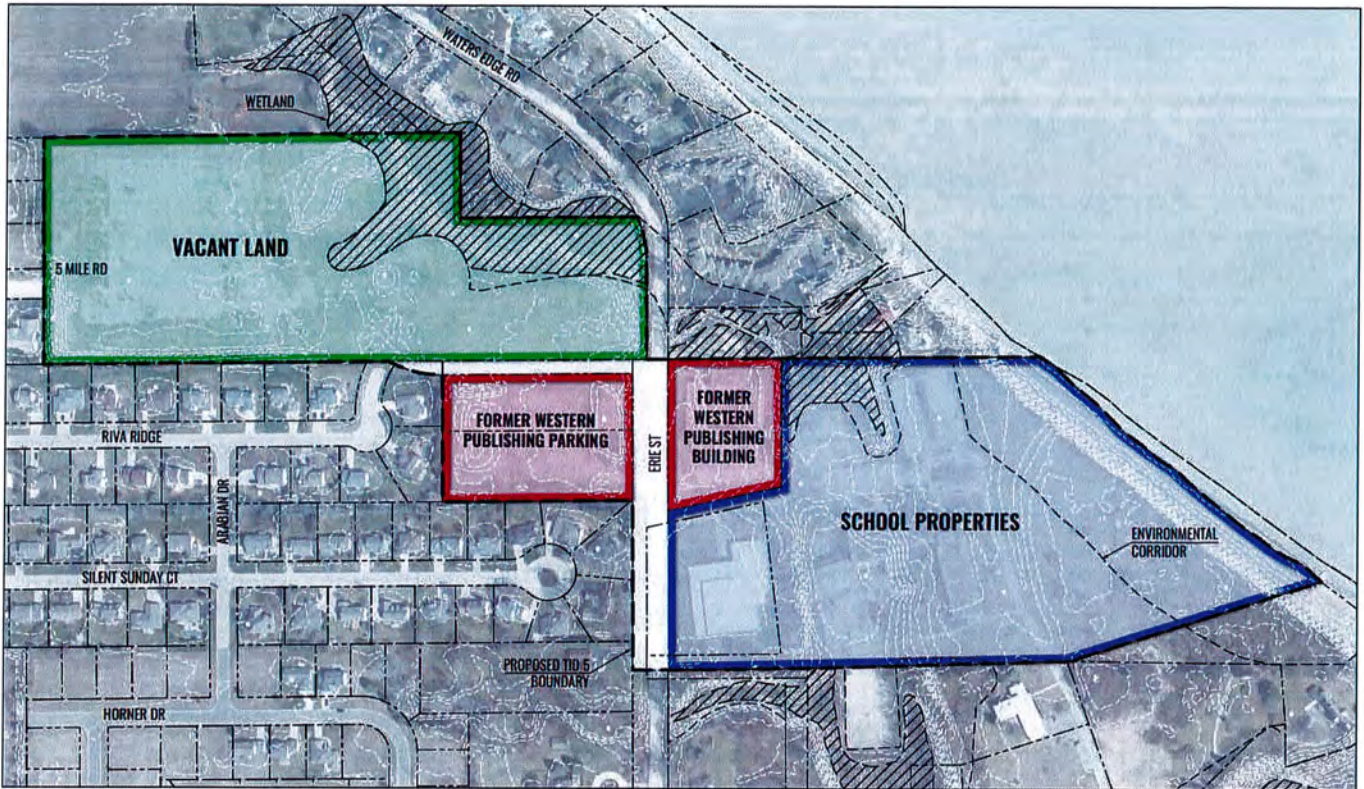 WATERS EDGE RD
WETLAND
VACANT LAND
5 MILE RD
FORMER WESTERN
PUBLISHING PARKING
ERIE ST
FORMER
WESTERN
PUBLISHING
BUILDING
RIVA RIDGE
ARABIAN DR
SCHOOL PROPERTIES
ENVIRONMENTAL
CORRIDOR
SILENT SUNDAY CT
PROPOSED TID 5
BOUNDARY
HORNER DR